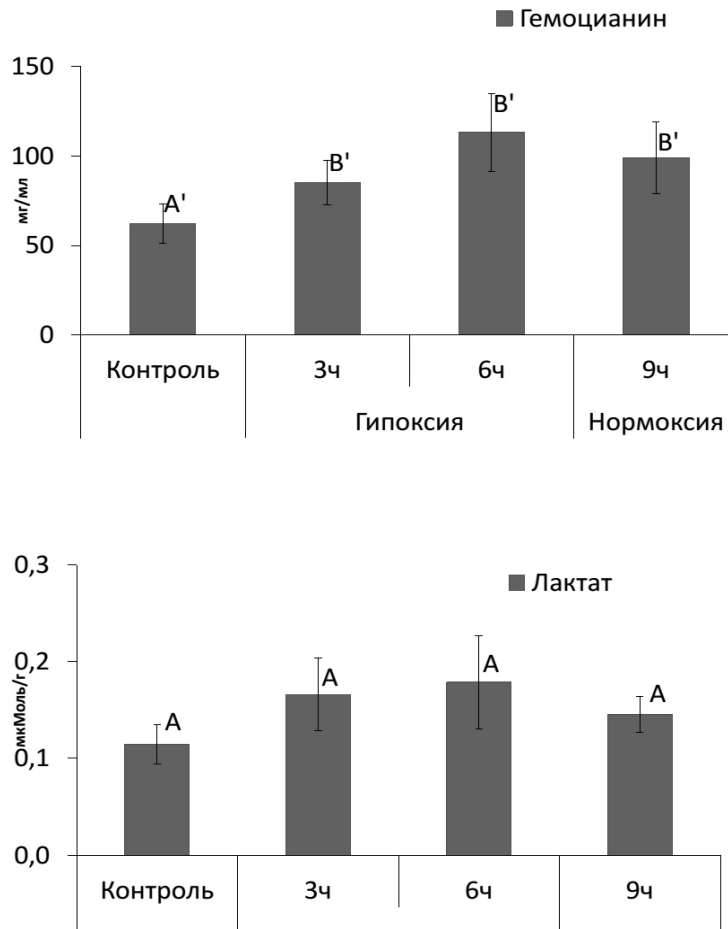 Гемоцианин
150
100
50
0
мг/мл
A'
B'
B'
B'
Контроль 3ч 6ч 9ч
Гипоксия Нормоксия
Лактат
0,3
0,2
0,1
0,0
мкМоль/г
A
A
A
A
Контроль 3ч 6ч 9ч